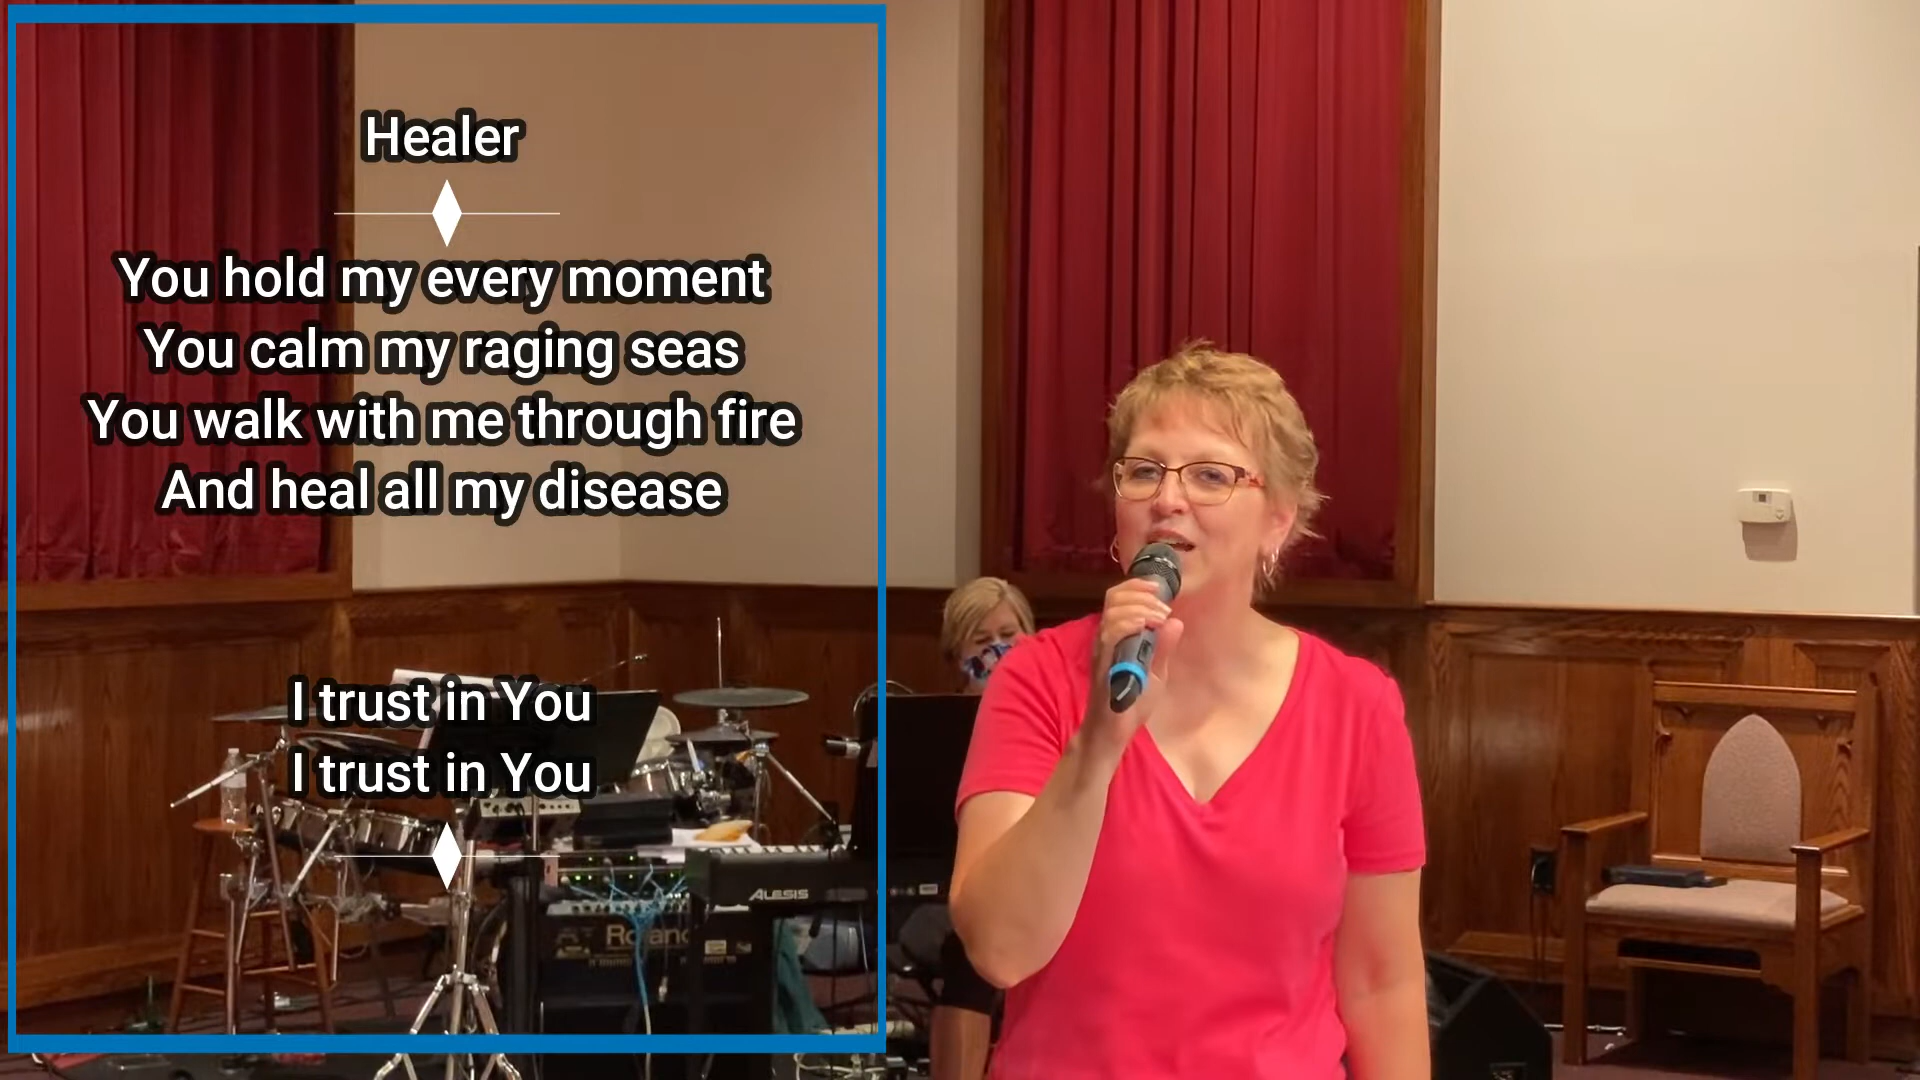 Healer
You hold my every moment
You calm my raging seas
You walk with me through fire
And heal all my disease
I trust in You
I trust in You
ALESIS
Roland